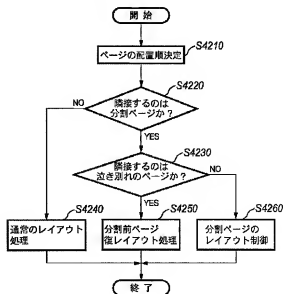 開 始
S4210
ページの配置順決定
S4220
隣接するのは
分割ページか?
NO
YES
S4230
隣接するのは
泣き別れのページか?
NO
YES
S4240
通常のレイアウト
処理
S4250
分割前ページ
復レイアウト処理
S4260
分割ページの
レイアウト制御
終 了